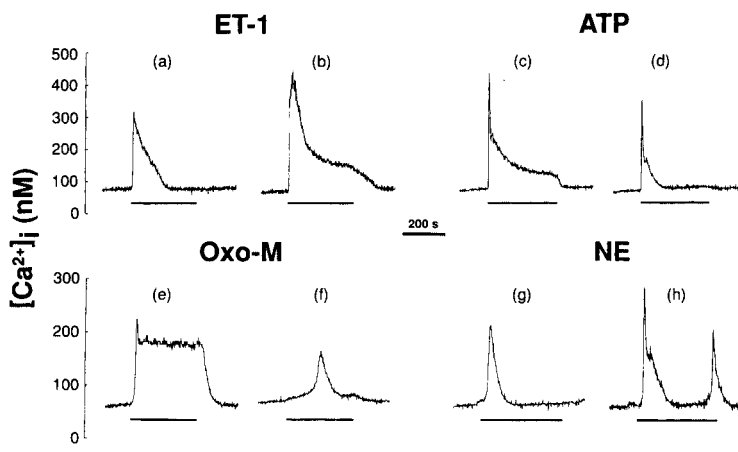 ET-1 ATP
500
400
300
200
100
0
(a) (b) (c) (d)
[Ca²⁺]i (nM)
200 s
Oxo-M NE
300
200
100
0
(e) (f) (g) (h)